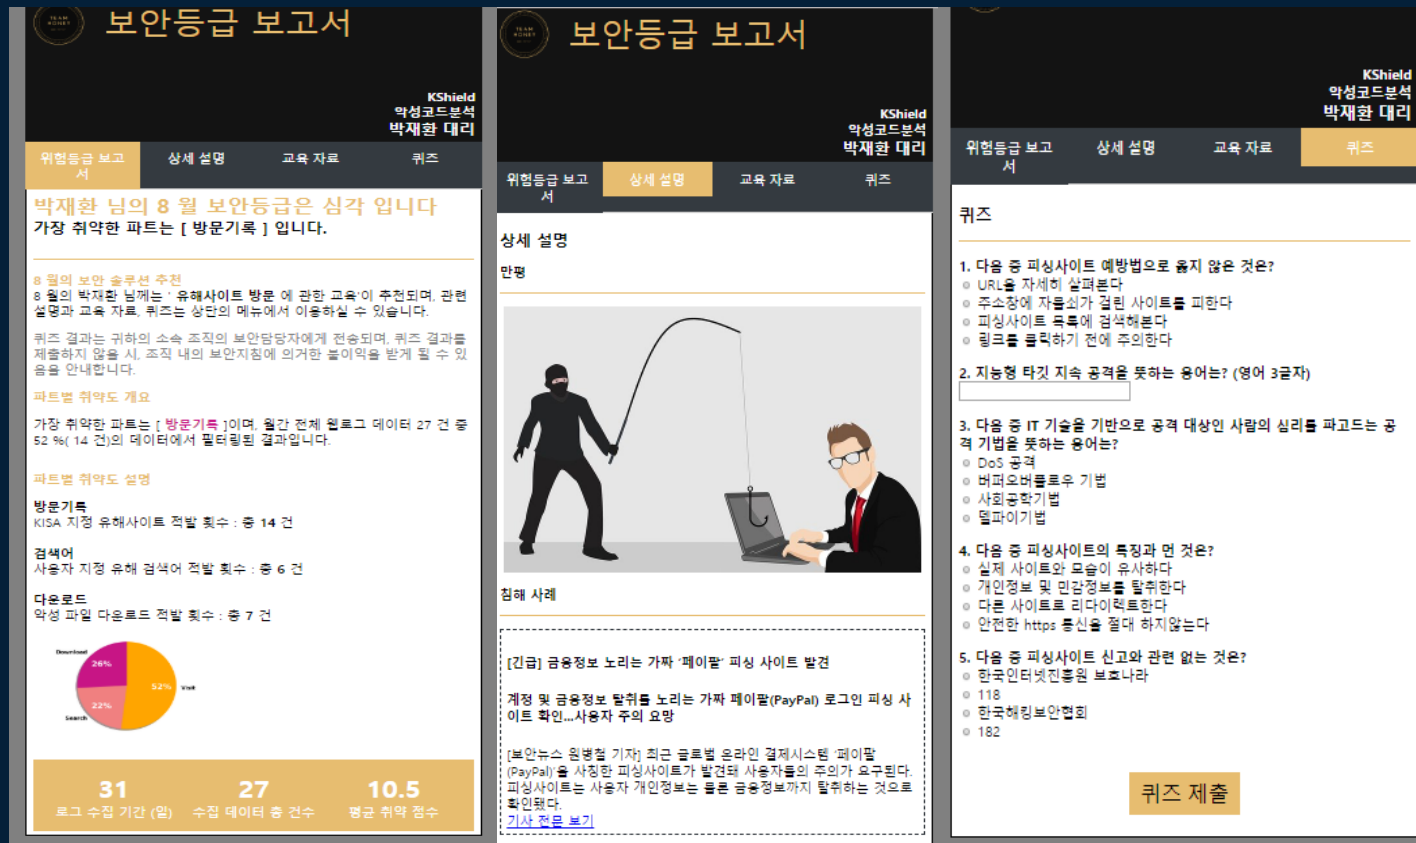 TEAM
HONEY
보안등급 보고서
KShield
악성코드분석
박재환 대리
위험등급 보고
서
상세 설명
교육 자료
퀴즈
박재환 님의 8 월 보안등급은 심각 입니다
가장 취약한 파트는 [ 방문기록 ] 입니다.
8 월의 보안 솔루션 추천
8 월의 박재환 님께는 ' 유해사이트 방문 에 관한 교육'이 추천되며, 관련
설명과 교육 자료, 퀴즈는 상단의 메뉴에서 이용하실 수 있습니다.
퀴즈 결과는 귀하의 소속 조직의 보안담당자에게 전송되며, 퀴즈 결과를
제출하지 않을 시, 조직 내의 보안지침에 의거한 불이익을 받게 될 수 있
음을 안내합니다.
파트별 취약도 개요
가장 취약한 파트는 [ 방문기록 ]이며, 월간 전체 웹로그 데이터 27 건 중
52 %( 14 건)의 데이터에서 필터링된 결과입니다.
파트별 취약도 설명
방문기록
KISA 지정 유해사이트 적발 횟수 : 총 14 건
검색어
사용자 지정 유해 검색어 적발 횟수 : 총 6 건
다운로드
악성 파일 다운로드 적발 횟수 : 총 7 건
Download
26%
52%
Visit
22%
Search
31
로그 수집 기간 (일)
27
수집 데이터 총 건수
10.5
평균 취약 점수
TEAM
HONEY
보안등급 보고서
KShield
악성코드분석
박재환 대리
위험등급 보고
서
상세 설명
교육 자료
퀴즈
상세 설명
만평
침해 사례
[긴급] 금융정보 노리는 가짜 '페이팔' 피싱 사이트 발견
계정 및 금융정보 탈취를 노리는 가짜 페이팔(PayPal) 로그인 피싱 사
이트 확인...사용자 주의 요망
[보안뉴스 원병철 기자] 최근 글로벌 온라인 결제시스템 '페이팔
(PayPal)'을 사칭한 피싱사이트가 발견돼 사용자들의 주의가 요구된다.
피싱사이트는 사용자 개인정보는 물론 금융정보까지 탈취하는 것으로
확인됐다.
기사 전문 보기
KShield
악성코드분석
박재환 대리
위험등급 보고
서
상세 설명
교육 자료
퀴즈
퀴즈
1. 다음 중 피싱사이트 예방법으로 옳지 않은 것은?
URL을 자세히 살펴본다
주소창에 자물쇠가 걸린 사이트를 피한다
피싱사이트 목록에 검색해본다
링크를 클릭하기 전에 주의한다
2. 지능형 타깃 지속 공격을 뜻하는 용어는? (영어 3글자)
3. 다음 중 IT 기술을 기반으로 공격 대상인 사람의 심리를 파고드는 공
격 기법을 뜻하는 용어는?
DoS 공격
버퍼오버플로우 기법
사회공학기법
델파이기법
4. 다음 중 피싱사이트의 특징과 먼 것은?
실제 사이트와 모습이 유사하다
개인정보 및 민감정보를 탈취한다
다른 사이트로 리다이렉트한다
안전한 https 통신을 절대 하지않는다
5. 다음 중 피싱사이트 신고와 관련 없는 것은?
한국인터넷진흥원 보호나라
118
한국해킹보안협회
182
퀴즈 제출